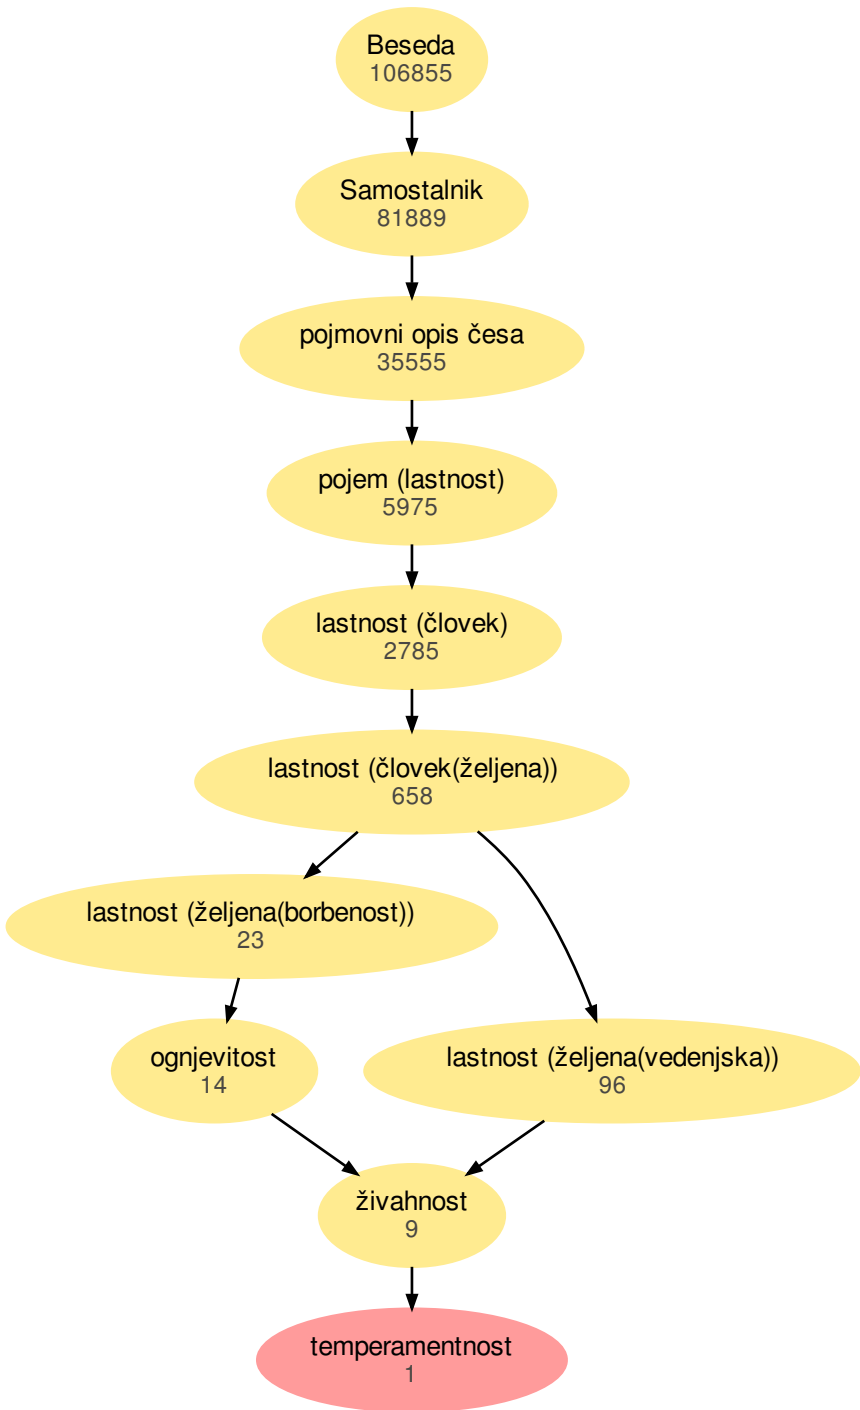 Beseda
106855
Samostalnik
81889
pojmovni opis česa
35555
pojem (lastnost)
5975
lastnost (človek)
2785
lastnost (človek(željena))
658
lastnost (željena(borbenost))
23
ognjevitost
14
lastnost (željena(vedenjska))
96
živahnost
9
temperamentnost
1